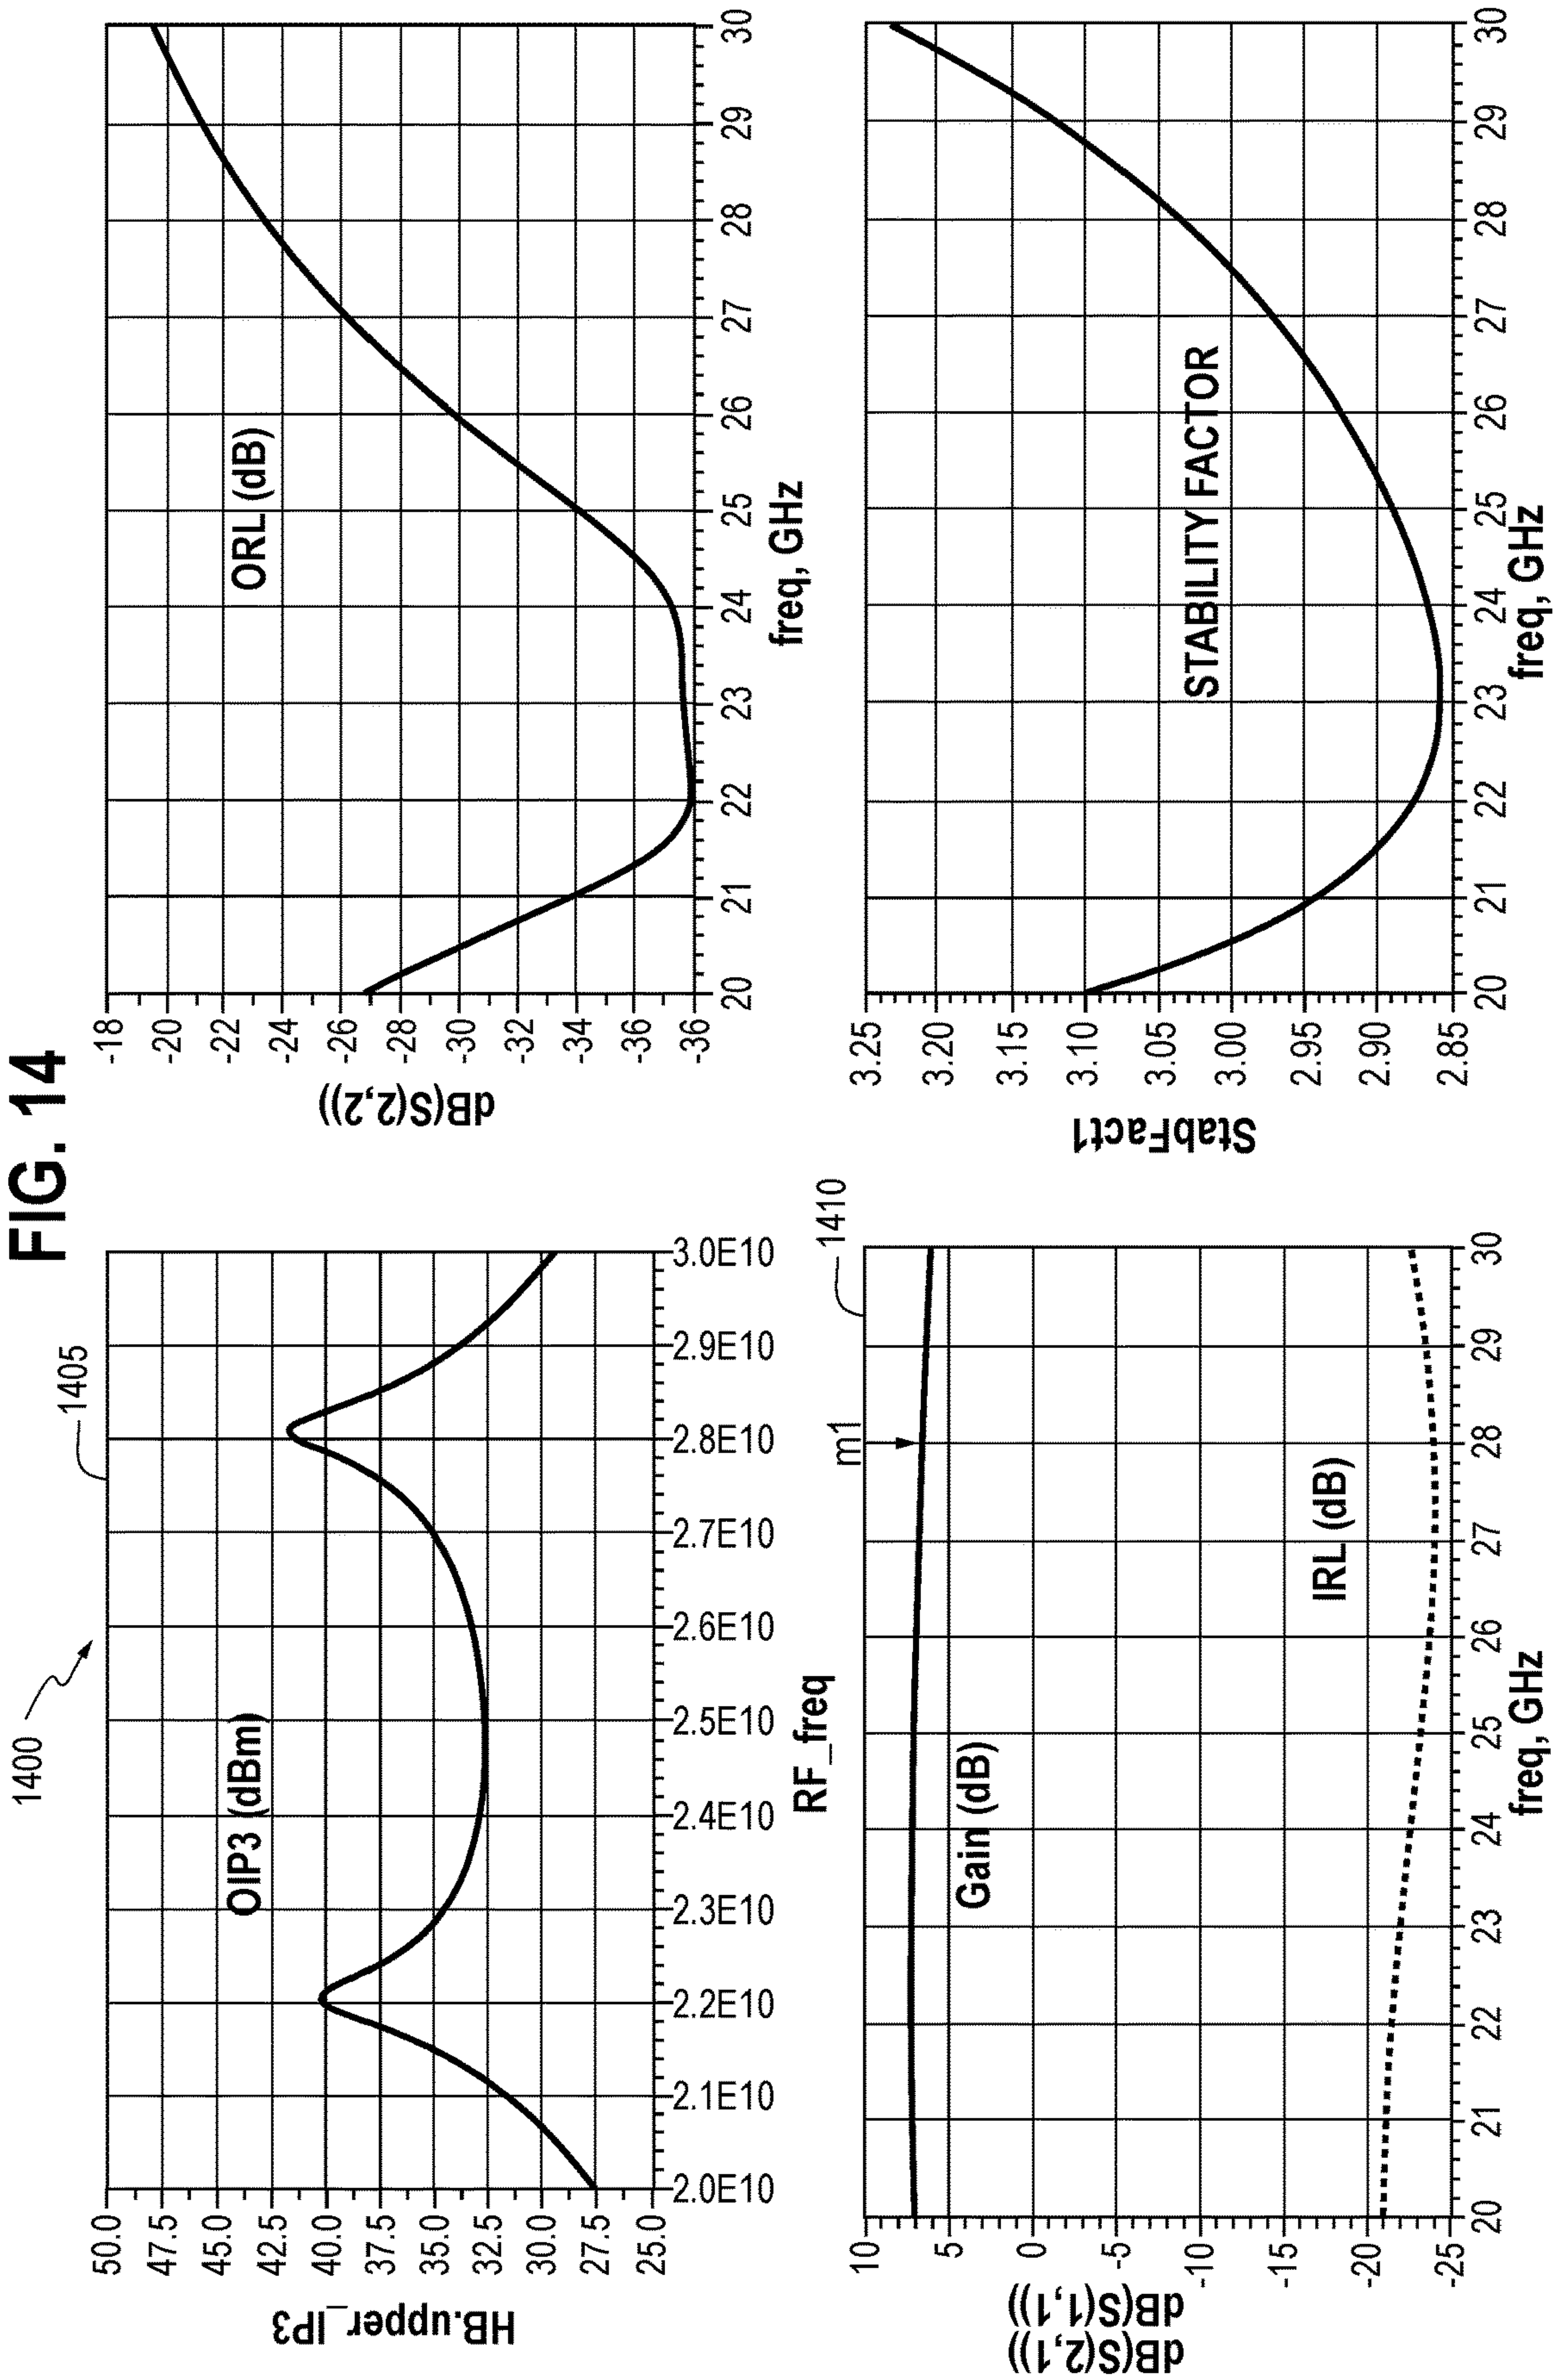 FIG. 14
1400
1405
HB.upper_IP3
50.0
47.5
45.0
42.5
40.0
37.5
35.0
32.5
30.0
27.5
25.0
OIP3 (dBm)
2.0E10 2.1E10 2.2E10 2.3E10 2.4E10 2.5E10 2.6E10 2.7E10 2.8E10 2.9E10 3.0E10
RF_freq
dB(S(2,2))
-18
-20
-22
-24
-26
-28
-30
-32
-34
-36
-36
ORL (dB)
20 21 22 23 24 25 26 27 28 29 30
freq, GHz
1410
m1
dB(S(2,1))
dB(S(1,1))
10
5
0
-5
-10
-15
-20
-25
Gain (dB)
IRL (dB)
20 21 22 23 24 25 26 27 28 29 30
freq, GHz
StabFact1
3.25
3.20
3.15
3.10
3.05
3.00
2.95
2.90
2.85
STABILITY FACTOR
20 21 22 23 24 25 26 27 28 29 30
freq, GHz